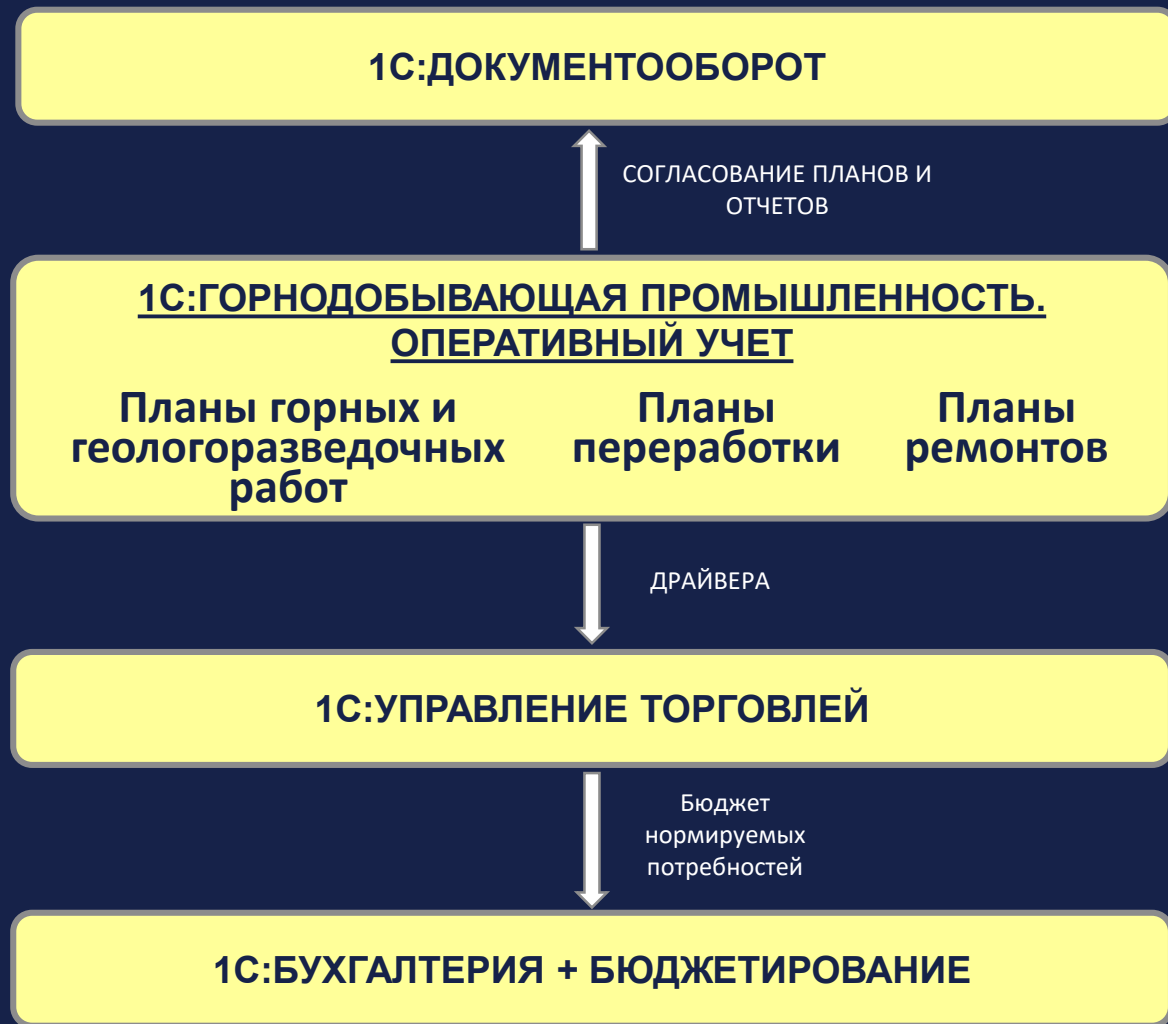 1С:ДОКУМЕНТООБОРОТ
СОГЛАСОВАНИЕ ПЛАНОВ И
ОТЧЕТОВ
1С:ГОРНОДОБЫВАЮЩАЯ ПРОМЫШЛЕННОСТЬ.
ОПЕРАТИВНЫЙ УЧЕТ
Планы горных и
геологоразведочных
работ
Планы
переработки
Планы
ремонтов
ДРАЙВЕРА
1С:УПРАВЛЕНИЕ ТОРГОВЛЕЙ
Бюджет
нормируемых
потребностей
1С:БУХГАЛТЕРИЯ + БЮДЖЕТИРОВАНИЕ